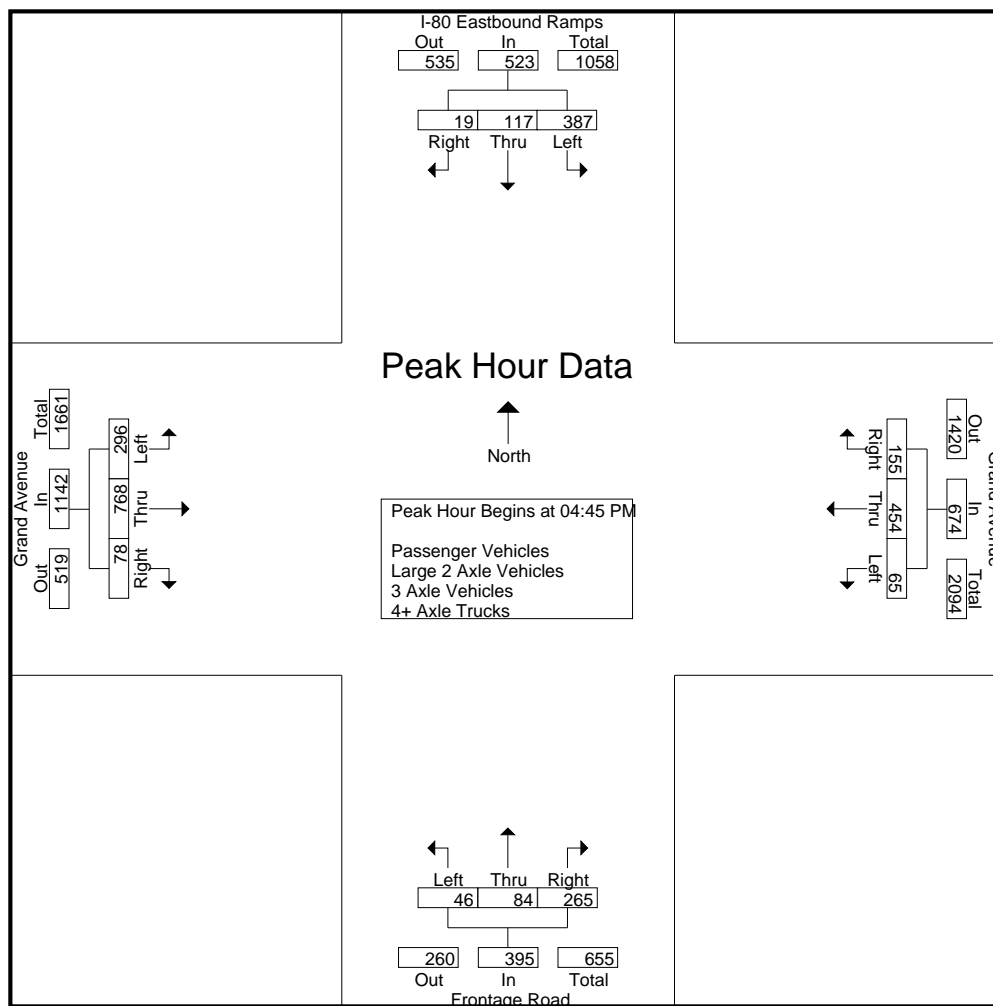 I-80 Eastbound Ramps
Out In Total
535 523 1058
19 117 387
Right Thru Left
Peak Hour Data
North
Peak Hour Begins at 04:45 PM
Passenger Vehicles
Large 2 Axle Vehicles
3 Axle Vehicles
4+ Axle Trucks
Grand Avenue
Out In Total
519 1142 1661
Left Thru Right
296 768 78
Right Thru Left
155 454 65
Out In Total
1420 674 2094
Grand Avenue
Left Thru Right
46 84 265
260 395 655
Out In Total
Frontage Road